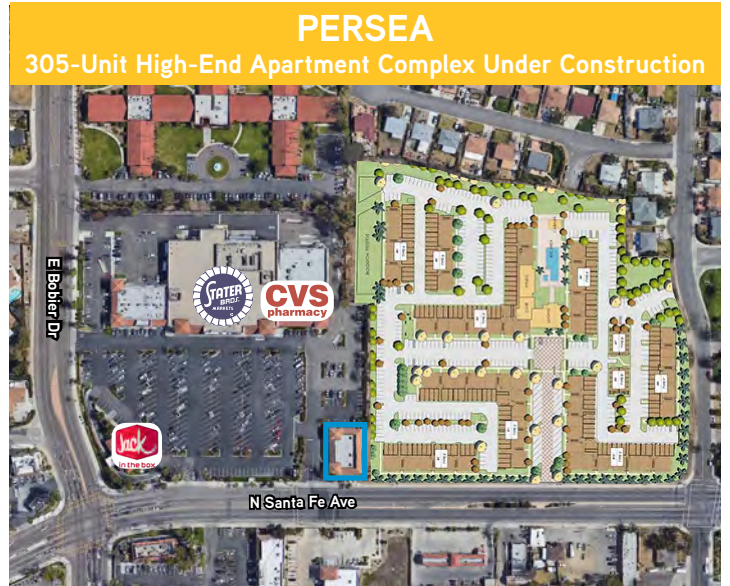 PERSEA
305-Unit High-End Apartment Complex Under Construction
E Bobier Dr
STATER
BROS.
MARKETS
CVS
pharmacy
Jack
in the box
N Santa Fe Ave